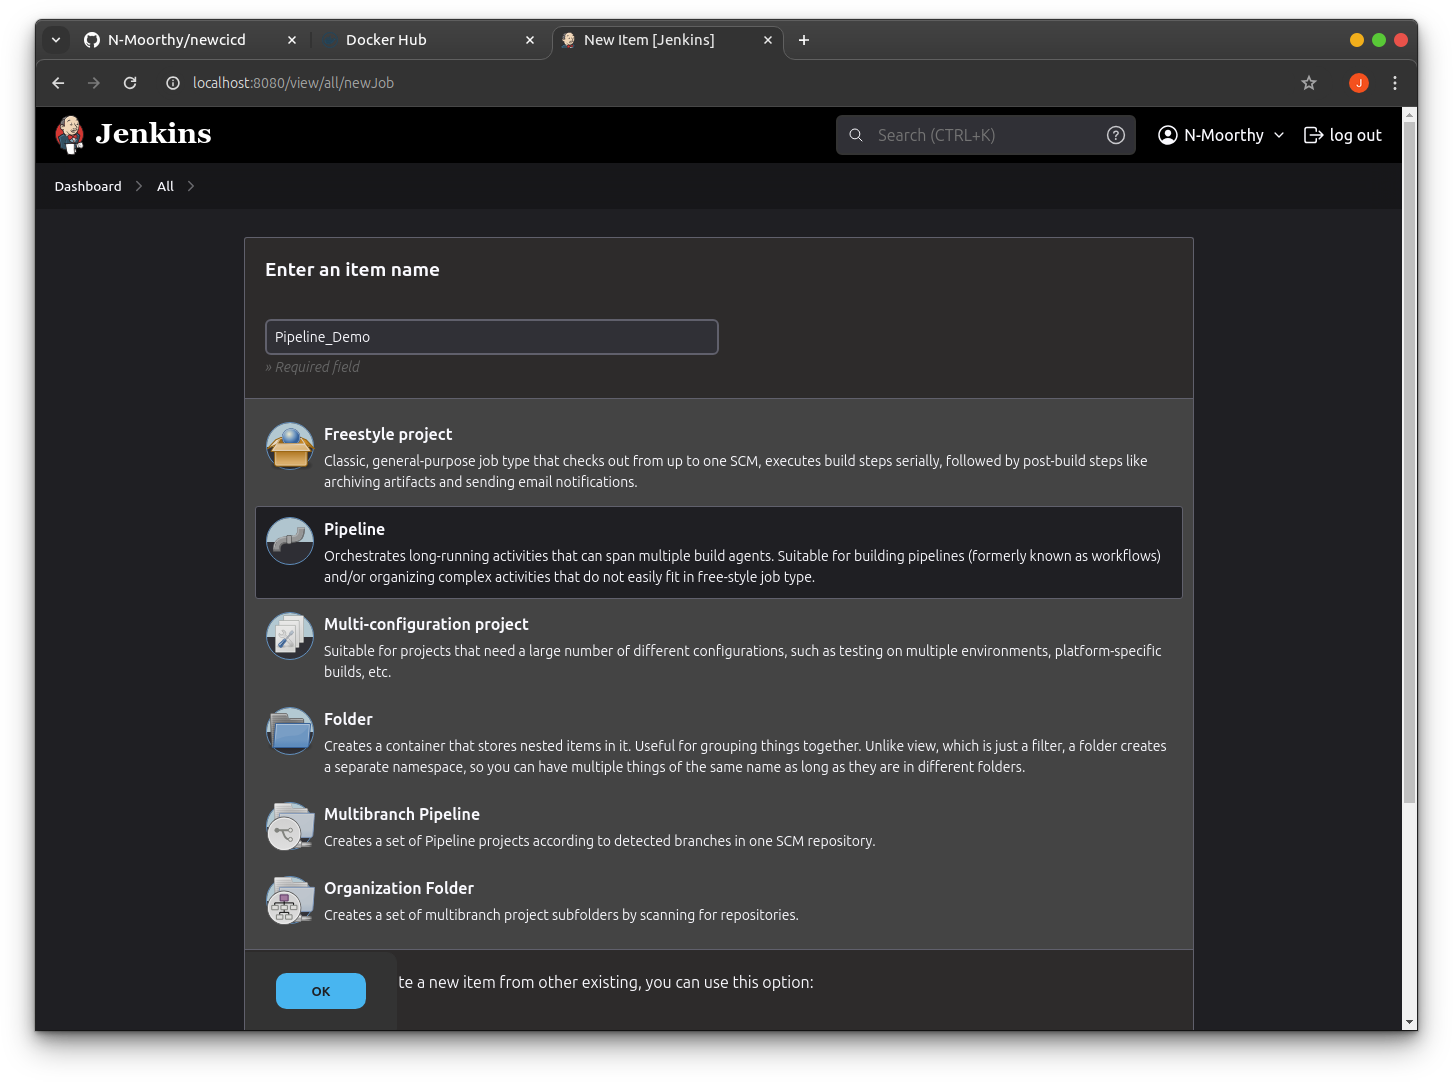 N-Moorthy/newcicd
Docker Hub
New Item [Jenkins]
localhost:8080/view/all/newJob
J
Jenkins
Search (CTRL+K)
N-Moorthy
log out
Dashboard
All
Enter an item name
Pipeline_Demo
» Required field
Freestyle project
Classic, general-purpose job type that checks out from up to one SCM, executes build steps serially, followed by post-build steps like
archiving artifacts and sending email notifications.
Pipeline
Orchestrates long-running activities that can span multiple build agents. Suitable for building pipelines (formerly known as workflows)
and/or organizing complex activities that do not easily fit in free-style job type.
Multi-configuration project
Suitable for projects that need a large number of different configurations, such as testing on multiple environments, platform-specific
builds, etc.
Folder
Creates a container that stores nested items in it. Useful for grouping things together. Unlike view, which is just a filter, a folder creates
a separate namespace, so you can have multiple things of the same name as long as they are in different folders.
Multibranch Pipeline
Creates a set of Pipeline projects according to detected branches in one SCM repository.
Organization Folder
Creates a set of multibranch project subfolders by scanning for repositories.
te a new item from other existing, you can use this option:
OK